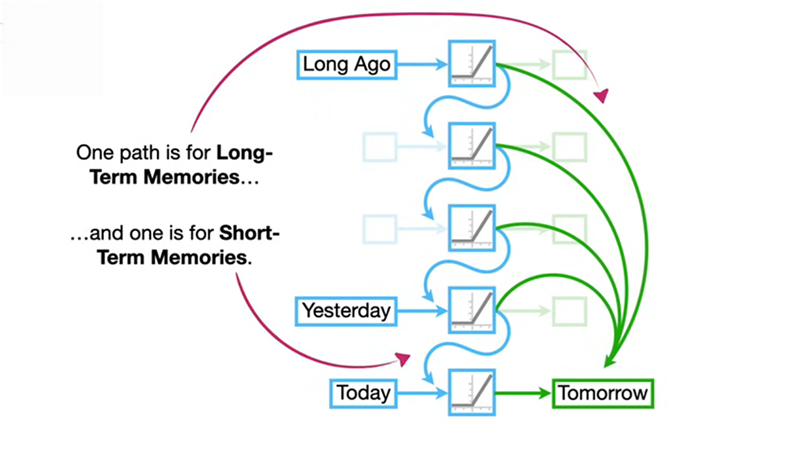 Long Ago
One path is for Long-
Term Memories...
...and one is for Short-
Term Memories.
Yesterday
Today
Tomorrow